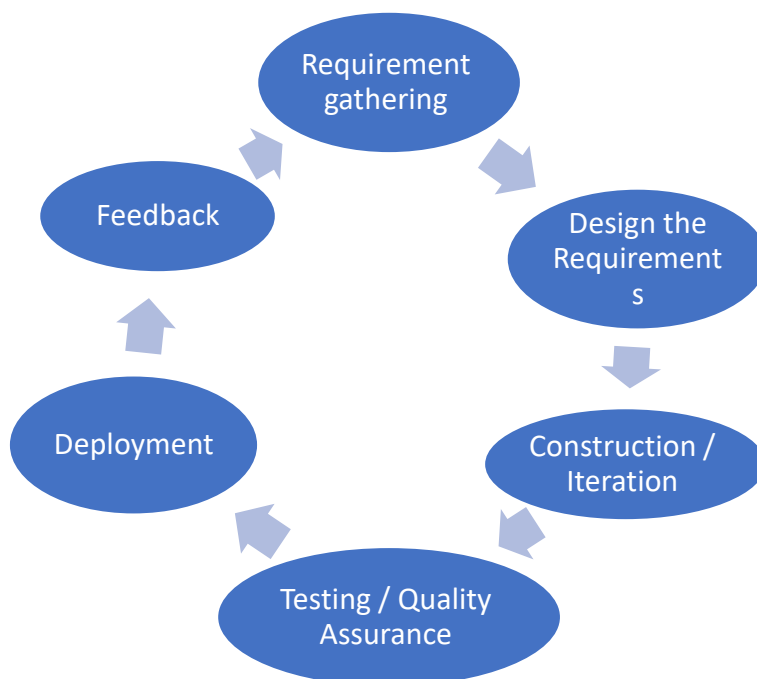 Requirement
gathering
Design the
Requirement
s
Construction /
Iteration
Testing / Quality
Assurance
Deployment
Feedback